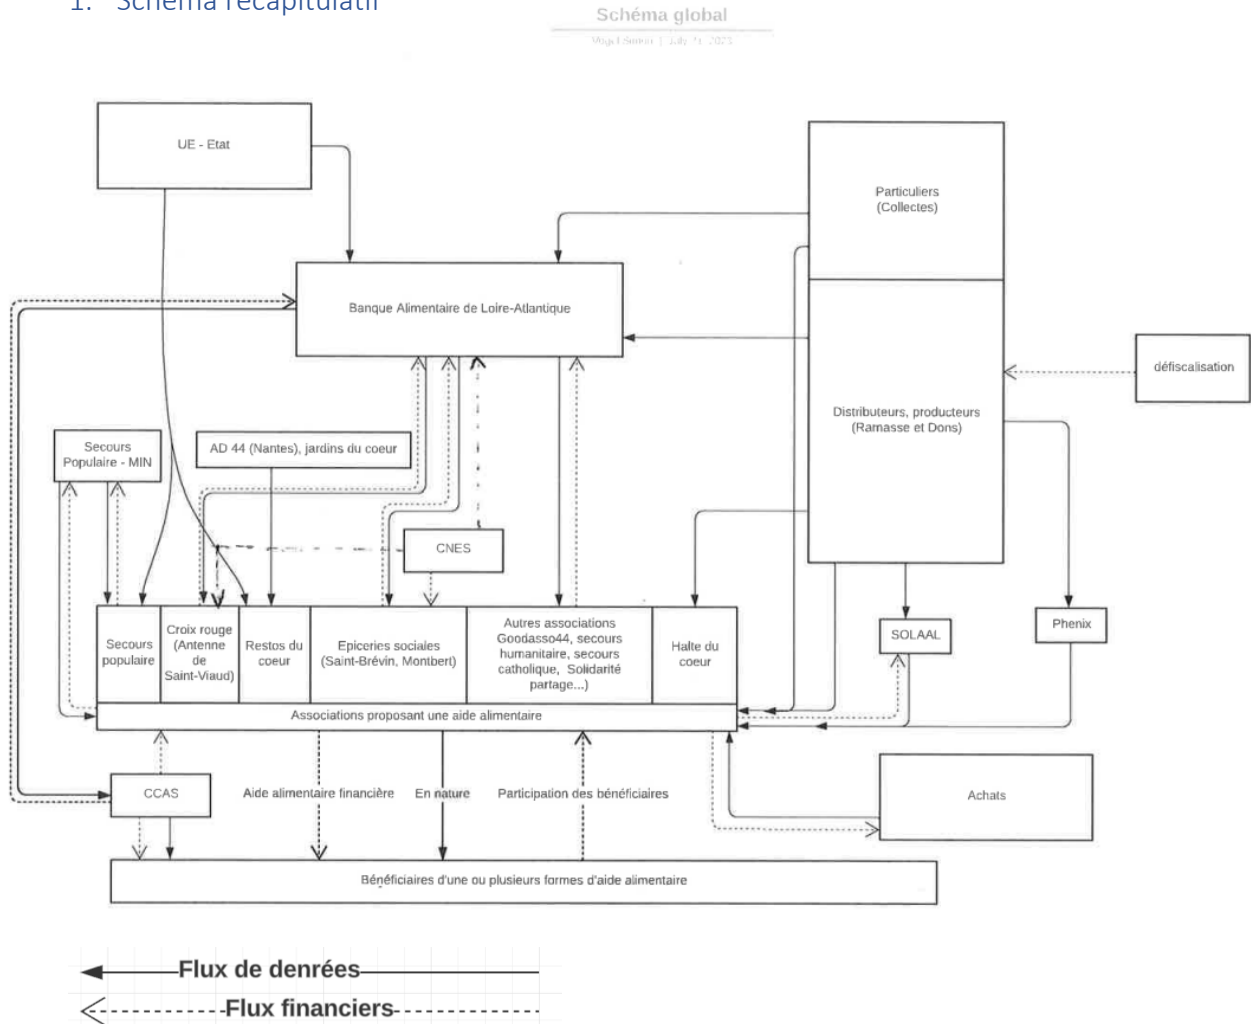 1. Schéma récapitulatif
Schéma global
UE - Etat
Particuliers
(Collectes)
Banque Alimentaire de Loire-Atlantique
défiscalisation
Distributeurs, producteurs
(Ramasse et Dons)
Secours
Populaire - MIN
AD 44 (Nantes), jardins du coeur
CNES
Secours
populaire
Croix rouge
(Antenne
de
Saint-Viaud)
Restos du
coeur
Epiceries sociales
(Saint-Brévin, Montbert)
Autres associations
Goodasso44, secours
humanitaire, secours
catholique, Solidarité
partage...)
Halte du
coeur
SOLAAL
Phenix
Associations proposant une aide alimentaire
CCAS
Aide alimentaire financière
En nature
Participation des bénéficiaires
Achats
Bénéficiaires d'une ou plusieurs formes d'aide alimentaire
Flux de denrées
Flux financiers